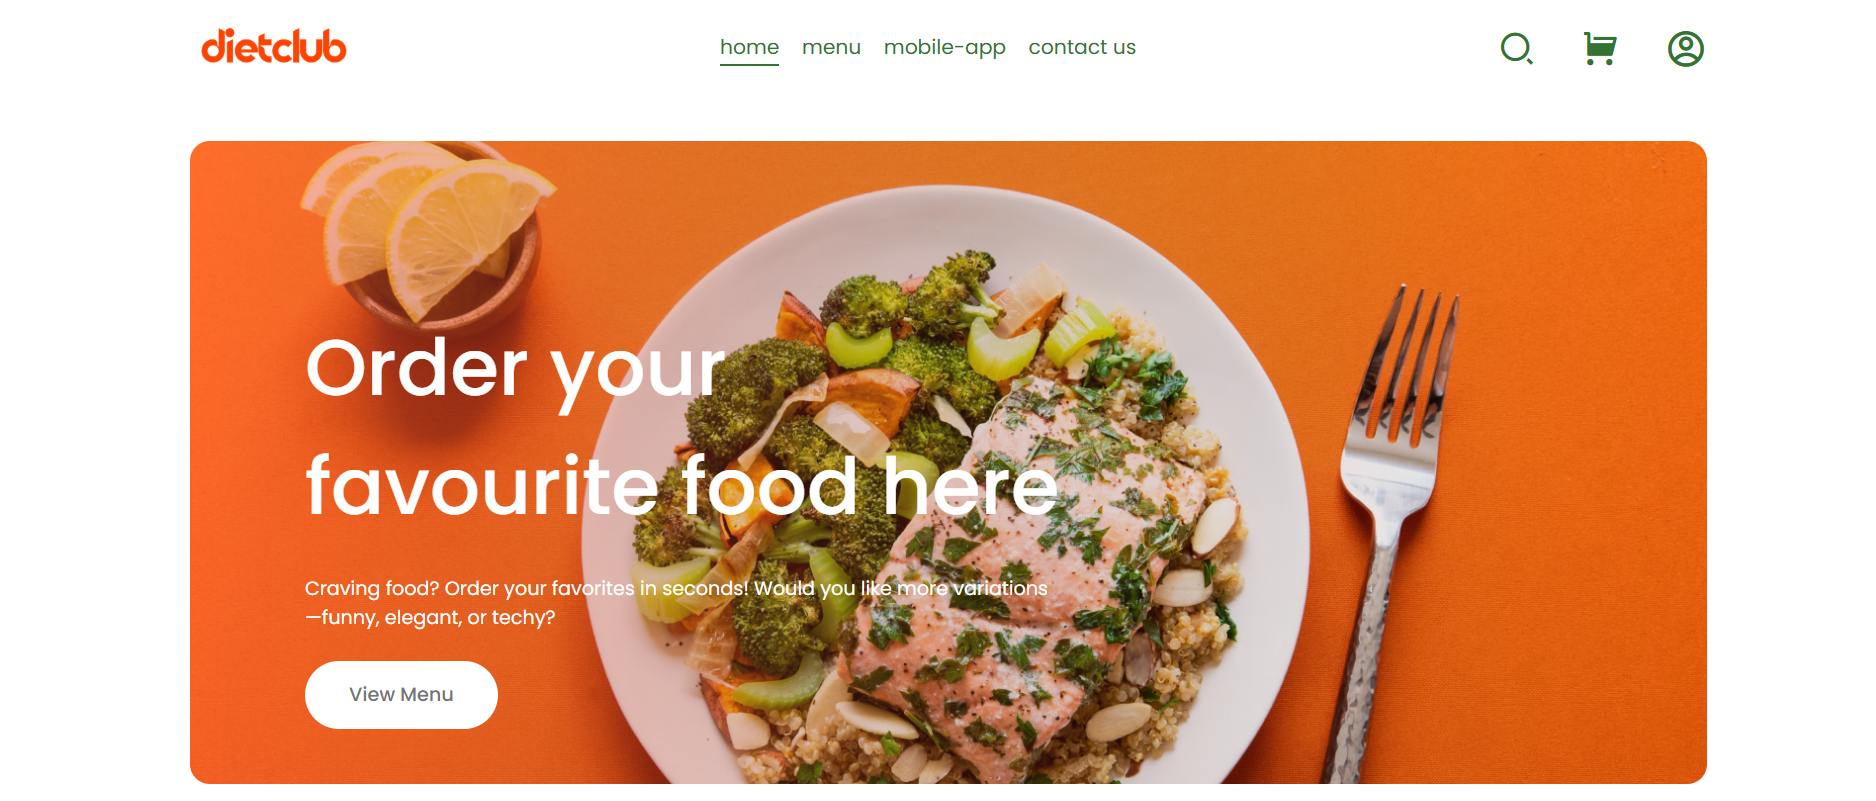 dietclub
home menu mobile-app contact us
Order your
favourite food here
Craving food? Order your favorites in seconds! Would you like more variations
—funny, elegant, or techy?
View Menu